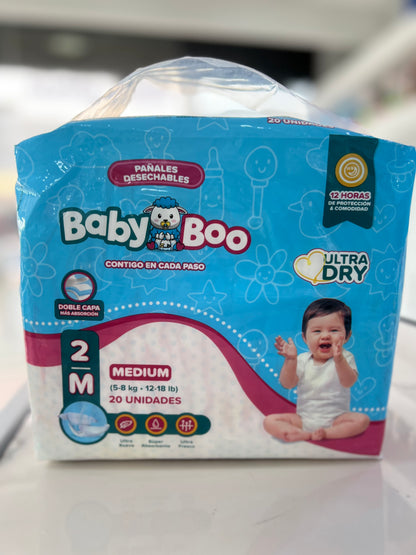 20 UNIDADES
PAÑALES
DESECHABLES
Baby Boo
CONTIGO EN CADA PASO
12 HORAS
DE PROTECCIÓN
& COMODIDAD
ULTRA
DRY
DOBLE CAPA
MÁS ABSORCIÓN
2
M
MEDIUM
(5-8 kg - 12-18 lb)
20 UNIDADES
Ultra
Suave
Súper
Absorbente
Ultra
Fresco